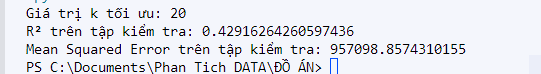 Giá trị k tối ưu: 20
R² trên tập kiểm tra: 0.42916264260597436
Mean Squared Error trên tập kiểm tra: 957098.8574310155
PS C:\Documents\Phan Tich DATA\ĐỒ ÁN>